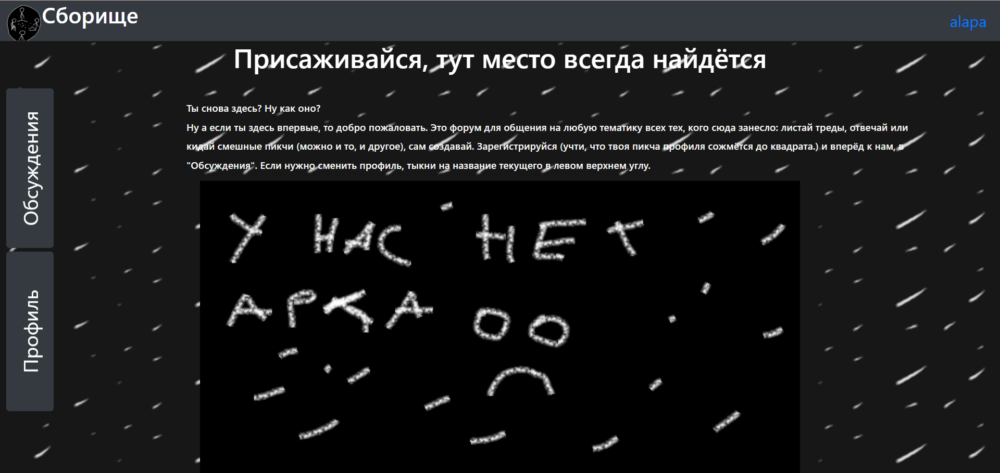 Сборище
alapa
Присаживайся, тут место всегда найдётся
Обсуждения
Профиль
Ты снова здесь? Ну как оно?
Ну а если ты здесь впервые, то добро пожаловать. Это форум для общения на любую тематику всех тех, кого сюда занесло: листай треды, отвечай или
кидай смешные пикчи (можно и то, и другое), сам создавай. Зарегистрируйся (учти, что твоя пикча профиля сожмётся до квадрата.) и вперёд к нам, в
"Обсуждения". Если нужно сменить профиль, тыкни на название текущего в левом верхнем углу.
У НАС НЕТ
АРКА